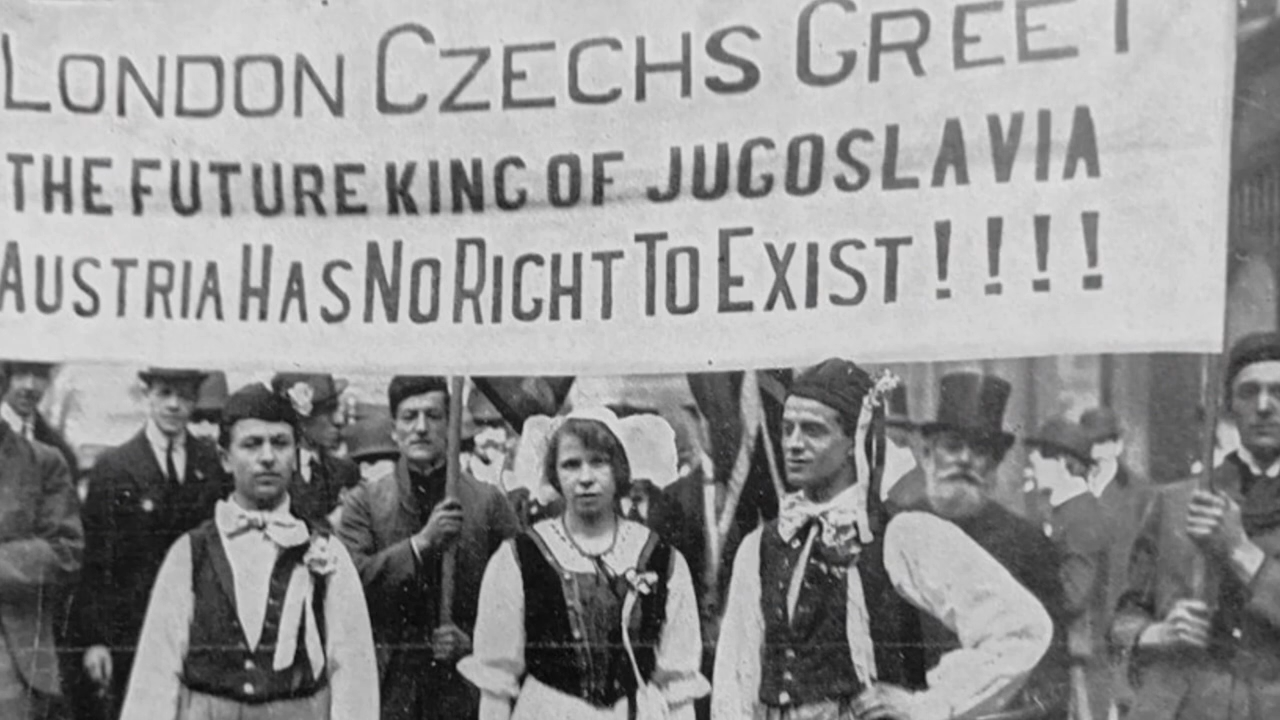 LONDON CZECHS GREET
THE FUTURE KING OF JUGOSLAVIA
AUSTRIA HAS NO RIGHT TO EXIST!!!!